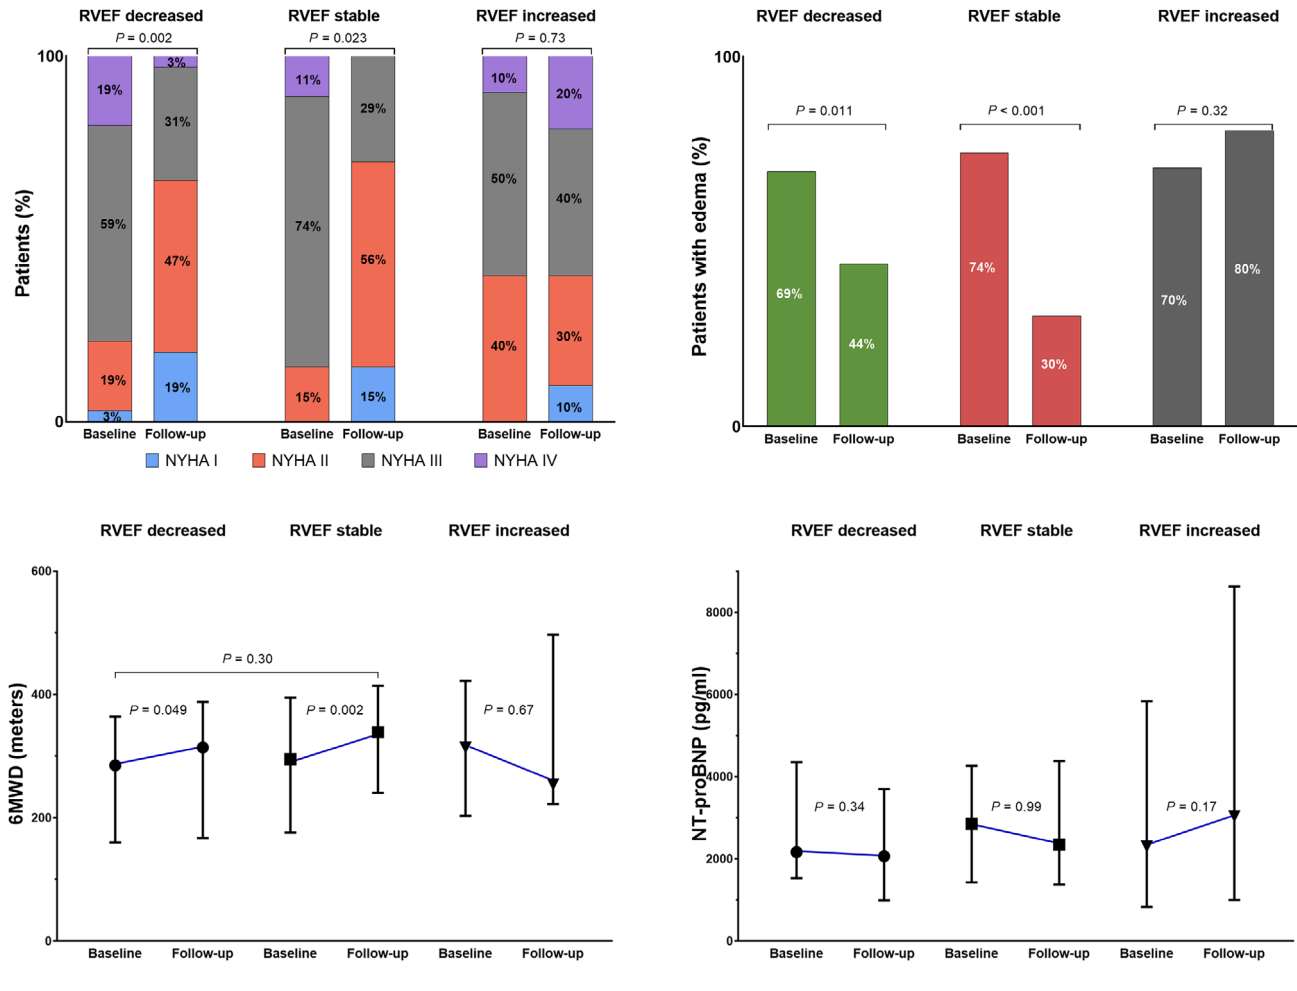 RVEF decreased RVEF stable RVEF increased
P = 0.002 P = 0.023 P = 0.73
100
19% 3% 11% 29% 10% 20%
31%
59% 74% 50% 40%
47% 56%
19% 19% 15% 15% 40% 30%
3% 10%
0
Patients (%)
Baseline Follow-up Baseline Follow-up Baseline Follow-up
NYHA I NYHA II NYHA III NYHA IV
RVEF decreased RVEF stable RVEF increased
100
P = 0.011 P < 0.001 P = 0.32
Patients with edema (%)
69% 44% 74% 30% 70% 80%
0
Baseline Follow-up Baseline Follow-up Baseline Follow-up
RVEF decreased RVEF stable RVEF increased
600
P = 0.30
400
P = 0.049 P = 0.002 P = 0.67
6MWD (meters)
200
0
Baseline Follow-up Baseline Follow-up Baseline Follow-up
RVEF decreased RVEF stable RVEF increased
8000
6000
NT-proBNP (pg/ml)
4000
P = 0.34 P = 0.99 P = 0.17
2000
0
Baseline Follow-up Baseline Follow-up Baseline Follow-up